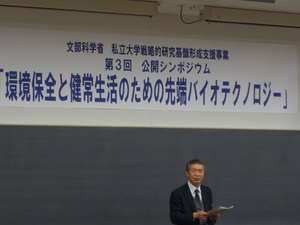 文部科学省 私立大学戦略的研究基盤形成支援事業
第3回 公開シンポジウム
「環境保全と健常生活のための先端バイオテクノロジー」